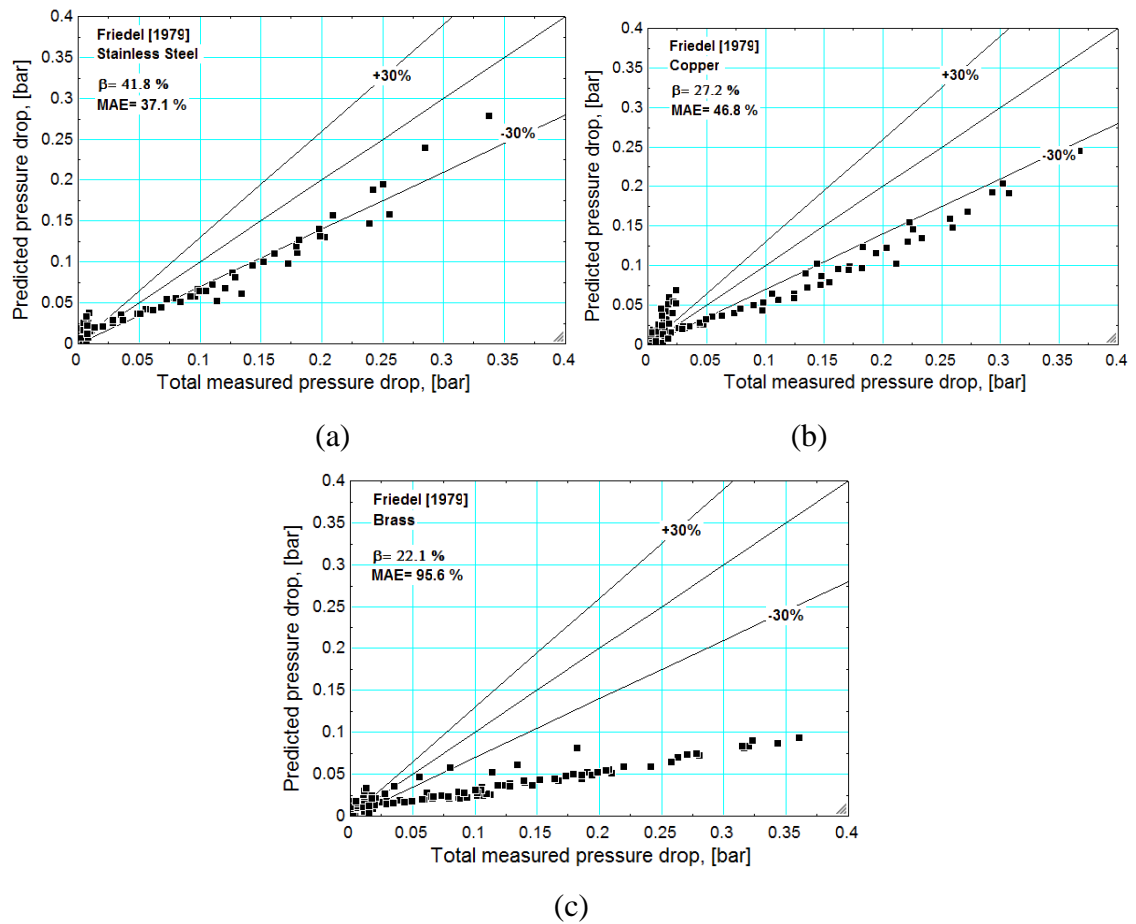 Friedel [1979]
Stainless Steel
β= 41.8 %
MAE= 37.1 %
+30%
-30%
0.4
0.35
0.3
0.25
0.2
0.15
0.1
0.05
0
0 0.05 0.1 0.15 0.2 0.25 0.3 0.35 0.4
Predicted pressure drop, [bar]
Total measured pressure drop, [bar]
(a)
Friedel [1979]
Copper
β= 27.2 %
MAE= 46.8 %
+30%
-30%
0.4
0.35
0.3
0.25
0.2
0.15
0.1
0.05
0
0 0.05 0.1 0.15 0.2 0.25 0.3 0.35 0.4
Predicted pressure drop, [bar]
Total measured pressure drop, [bar]
(b)
Friedel [1979]
Brass
β= 22.1 %
MAE= 95.6 %
+30%
-30%
0.4
0.35
0.3
0.25
0.2
0.15
0.1
0.05
0
0 0.05 0.1 0.15 0.2 0.25 0.3 0.35 0.4
Predicted pressure drop, [bar]
Total measured pressure drop, [bar]
(c)